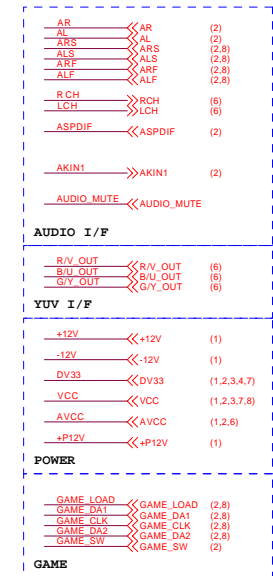 AR AR (2)
AL AL (2)
ARS ARS (2,8)
ALS ALS (2,8)
ARF ARF (2,8)
ALF ALF (2,8)
RCH RCH (6)
LCH LCH (6)
ASPDIF ASPDIF (2)
AKIN1 AKIN1 (2)
AUDIO_MUTE AUDIO_MUTE
AUDIO I/F
R/V_OUT R/V_OUT (6)
B/U_OUT B/U_OUT (6)
G/Y_OUT G/Y_OUT (6)
YUV I/F
+12V +12V (1)
-12V -12V (1)
DV33 DV33 (1,2,3,4,7)
VCC VCC (1,2,3,7,8)
AVCC AVCC (1,2,6)
+P12V +P12V (1)
POWER
GAME_LOAD GAME_LOAD (2,8)
GAME_DA1 GAME_DA1 (2,8)
GAME_CLK GAME_CLK (2,8)
GAME_DA2 GAME_DA2 (2,8)
GAME_SW GAME_SW (2)
GAME